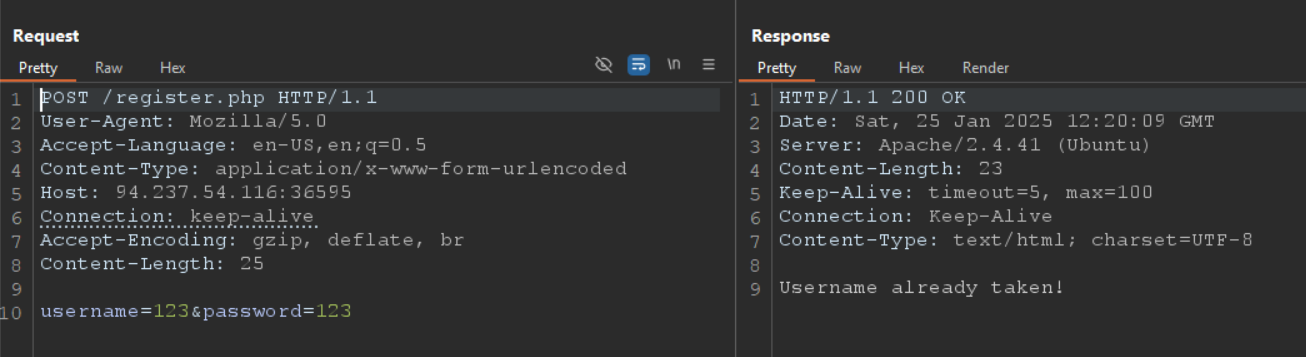 Request
Pretty Raw Hex \n
1 POST /register.php HTTP/1.1
2 User-Agent: Mozilla/5.0
3 Accept-Language: en-US,en;q=0.5
4 Content-Type: application/x-www-form-urlencoded
5 Host: 94.237.54.116:36595
6 Connection: keep-alive
7 Accept-Encoding: gzip, deflate, br
8 Content-Length: 25
9
10 username=123&password=123
Response
Pretty Raw Hex Render
1 HTTP/1.1 200 OK
2 Date: Sat, 25 Jan 2025 12:20:09 GMT
3 Server: Apache/2.4.41 (Ubuntu)
4 Content-Length: 23
5 Keep-Alive: timeout=5, max=100
6 Connection: Keep-Alive
7 Content-Type: text/html; charset=UTF-8
8
9 Username already taken!